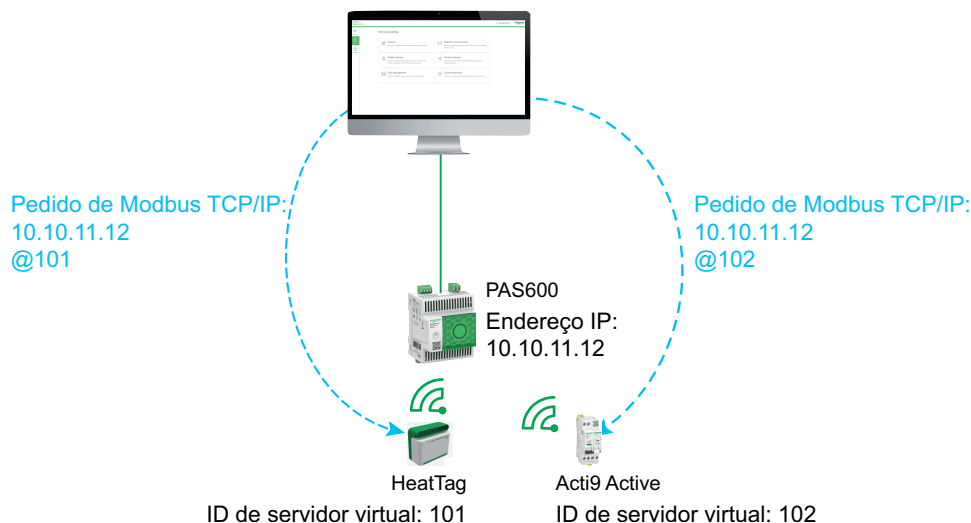 Pedido de Modbus TCP/IP:
10.10.11.12
@101
Pedido de Modbus TCP/IP:
10.10.11.12
@102
PAS600
Endereço IP:
10.10.11.12
HeatTag
ID de servidor virtual: 101
Acti9 Active
ID de servidor virtual: 102